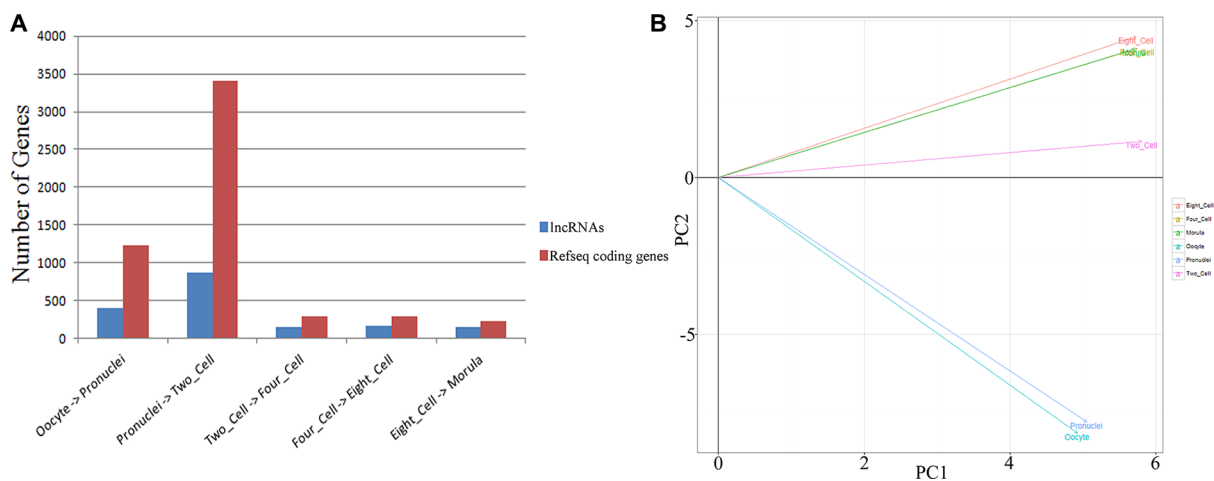 A
4000
3500
3000
2500
2000
1500
1000
500
0
Number of Genes
Oocyte -> Pronuclei
Pronuclei -> Two_Cell
Two_Cell -> Four_Cell
Four_Cell -> Eight_Cell
Eight_Cell -> Morula
lncRNAs
Refseq coding genes
B
5
0
-5
PC2
0
2
4
6
PC1
Eight_Cell
Morula
Two_Cell
Pronuclei
Oocyte
a Eight_Cell
a Four_Cell
a Morula
a Oocyte
a Pronuclei
a Two_Cell